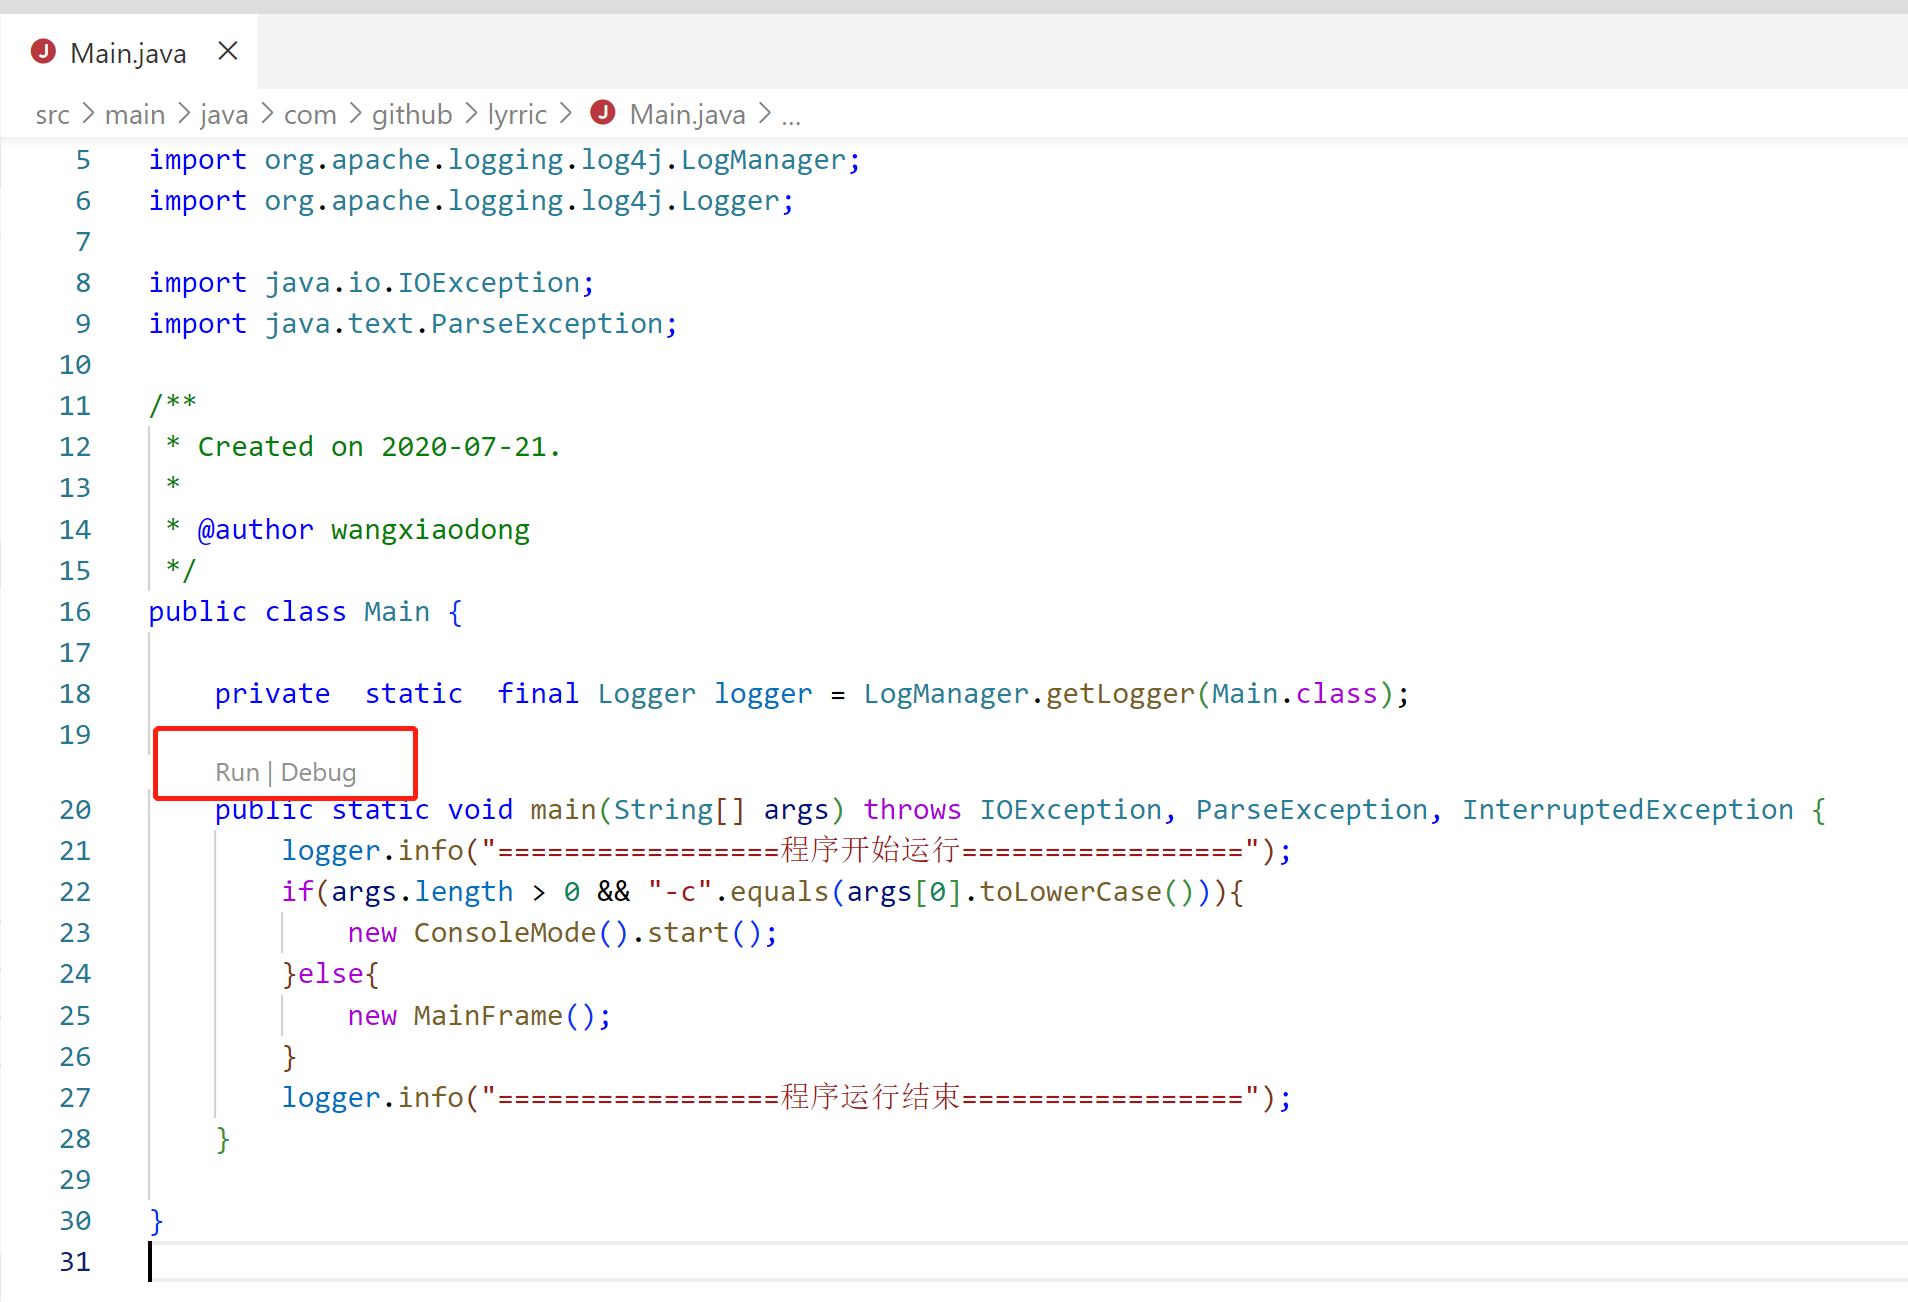 Main.java
src > main > java > com > github > lyrric > Main.java > ...
5 import org.apache.logging.log4j.LogManager;
6 import org.apache.logging.log4j.Logger;
7
8 import java.io.IOException;
9 import java.text.ParseException;
10
11 /**
12 * Created on 2020-07-21.
13 *
14 * @author wangxiaodong
15 */
16 public class Main {
17
18 private static final Logger logger = LogManager.getLogger(Main.class);
19
Run | Debug
20 public static void main(String[] args) throws IOException, ParseException, InterruptedException {
21 logger.info("=================程序开始运行=================");
22 if(args.length > 0 && "-c".equals(args[0].toLowerCase())){
23 new ConsoleMode().start();
24 }else{
25 new MainFrame();
26 }
27 logger.info("=================程序运行结束=================");
28 }
29
30 }
31